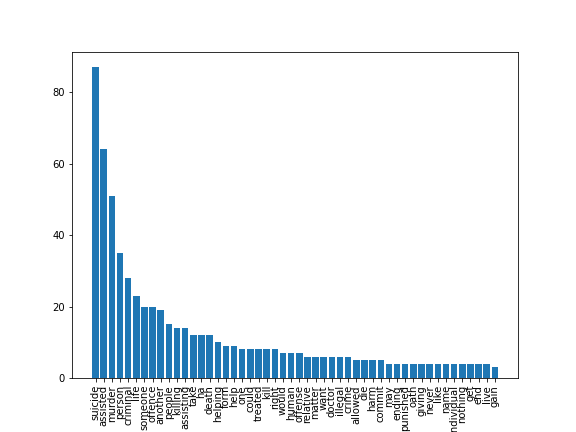 80
60
40
20
0
suicide
assisted
murder
person
criminal
life
someone
offence
another
people
killing
assisting
take
ha
death
helping
form
help
one
could
treated
kill
right
would
human
offense
relative
matter
want
doctor
illegal
crime
allowed
die
harm
commit
may
ending
punished
oath
giving
never
like
name
individual
nothing
get
end
live
gain